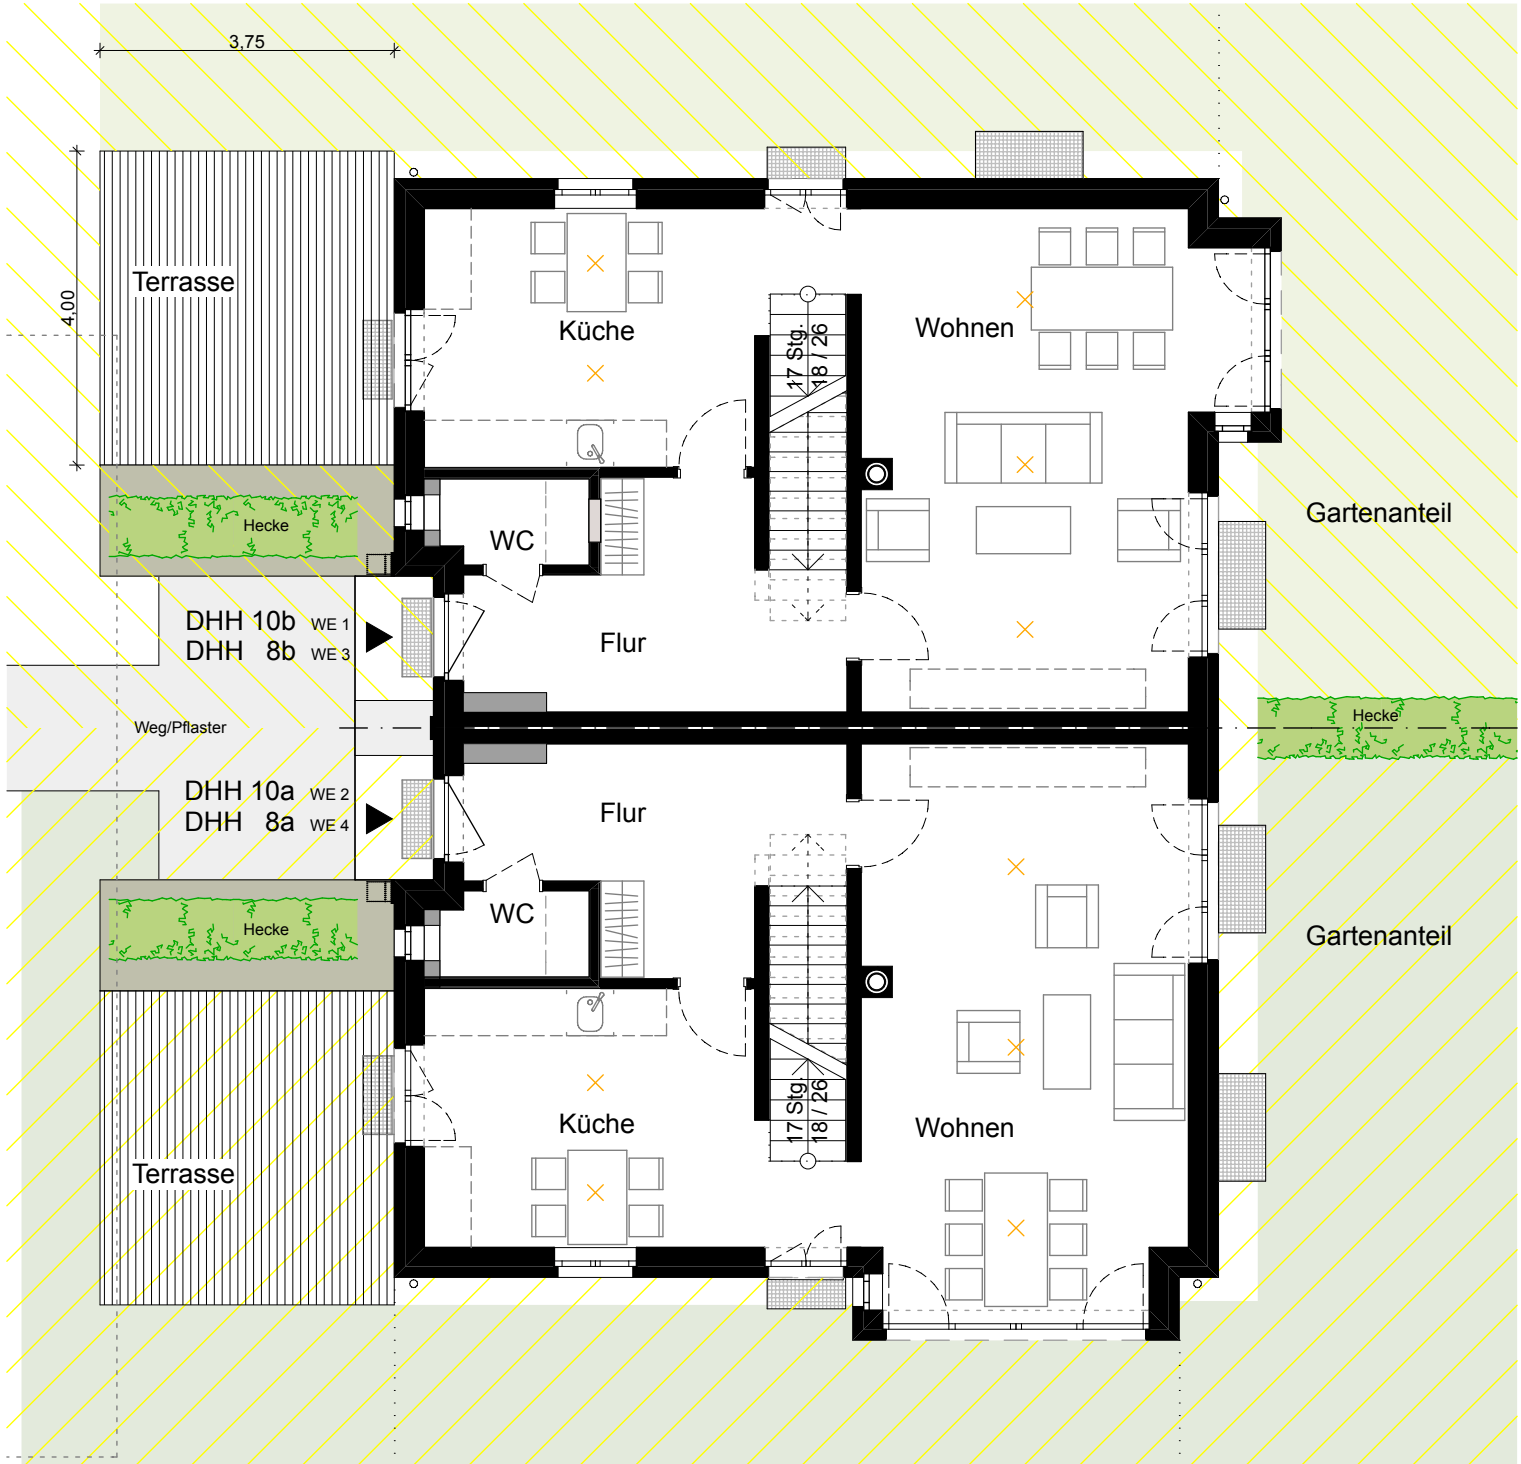 3,75
4,00
Terrasse
Küche
17 Stg.
18 / 26
Wohnen
Hecke
WC
Gartenanteil
DHH 10b WE 1
DHH 8b WE 3
Flur
Weg/Pflaster
Hecke
DHH 10a WE 2
DHH 8a WE 4
Flur
WC
Hecke
Gartenanteil
Küche
17 Stg.
18 / 26
Wohnen
Terrasse